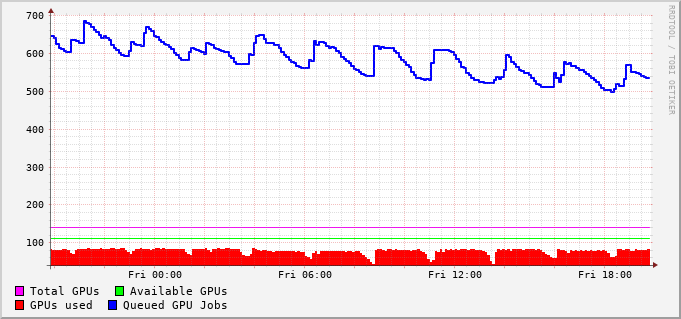 700
600
500
400
300
200
100
Fri 00:00 Fri 06:00 Fri 12:00 Fri 18:00
Total GPUs Available GPUs
GPUs used Queued GPU Jobs
RRDTOOL / TOBI OETIKER